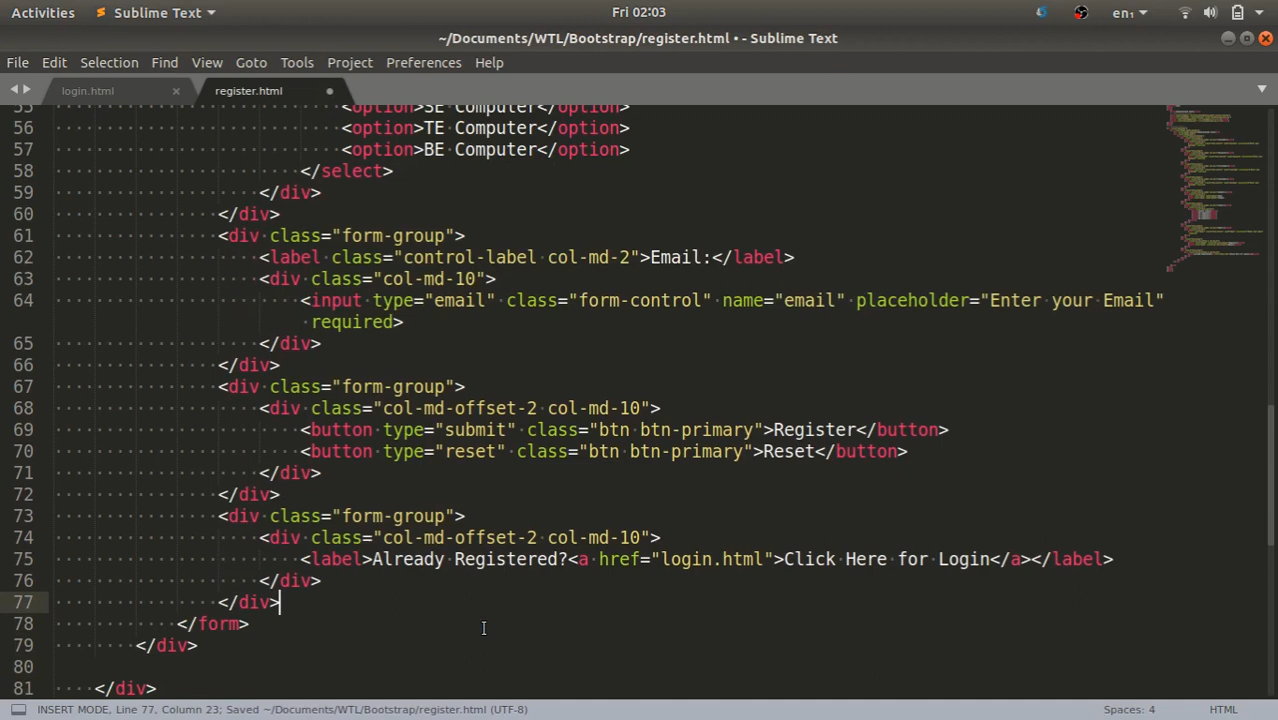 Activities Sublime Text Fri 02:03 en₁
~/Documents/WTL/Bootstrap/register.html • - Sublime Text
File Edit Selection Find View Goto Tools Project Preferences Help
login.html × register.html
55 <option>SE Computer</option>
56 <option>TE Computer</option>
57 <option>BE Computer</option>
58 </select>
59 </div>
60 </div>
61 <div class="form-group">
62 <label class="control-label col-md-2">Email:</label>
63 <div class="col-md-10">
64 <input type="email" class="form-control" name="email" placeholder="Enter your Email"
required>
65 </div>
66 </div>
67 <div class="form-group">
68 <div class="col-md-offset-2 col-md-10">
69 <button type="submit" class="btn btn-primary">Register</button>
70 <button type="reset" class="btn btn-primary">Reset</button>
71 </div>
72 </div>
73 <div class="form-group">
74 <div class="col-md-offset-2 col-md-10">
75 <label>Already Registered?<a href="login.html">Click Here for Login</a></label>
76 </div>
77 </div>
78 </form>
79 </div>
80
81 </div>
INSERT MODE, Line 77, Column 23; Saved ~/Documents/WTL/Bootstrap/register.html (UTF-8) Spaces: 4 HTML